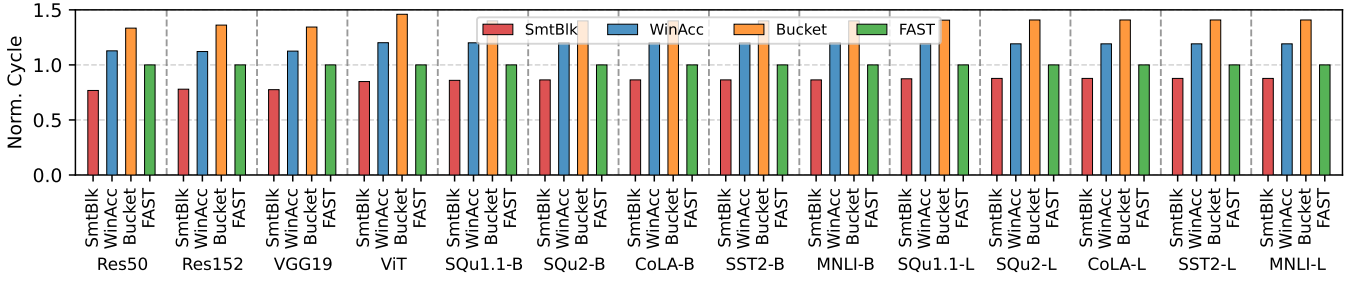 1.5
SmtBlk WinAcc Bucket FAST
1.0
0.5
0.0
Norm. Cycle
SmtBlk WinAcc Bucket FAST SmtBlk WinAcc Bucket FAST SmtBlk WinAcc Bucket FAST SmtBlk WinAcc Bucket FAST SmtBlk WinAcc Bucket FAST SmtBlk WinAcc Bucket FAST SmtBlk WinAcc Bucket FAST SmtBlk WinAcc Bucket FAST SmtBlk WinAcc Bucket FAST SmtBlk WinAcc Bucket FAST SmtBlk WinAcc Bucket FAST SmtBlk WinAcc Bucket FAST SmtBlk WinAcc Bucket FAST SmtBlk WinAcc Bucket FAST
Res50 Res152 VGG19 ViT SQu1.1-B SQu2-B CoLA-B SST2-B MNLI-B SQu1.1-L SQu2-L CoLA-L SST2-L MNLI-L